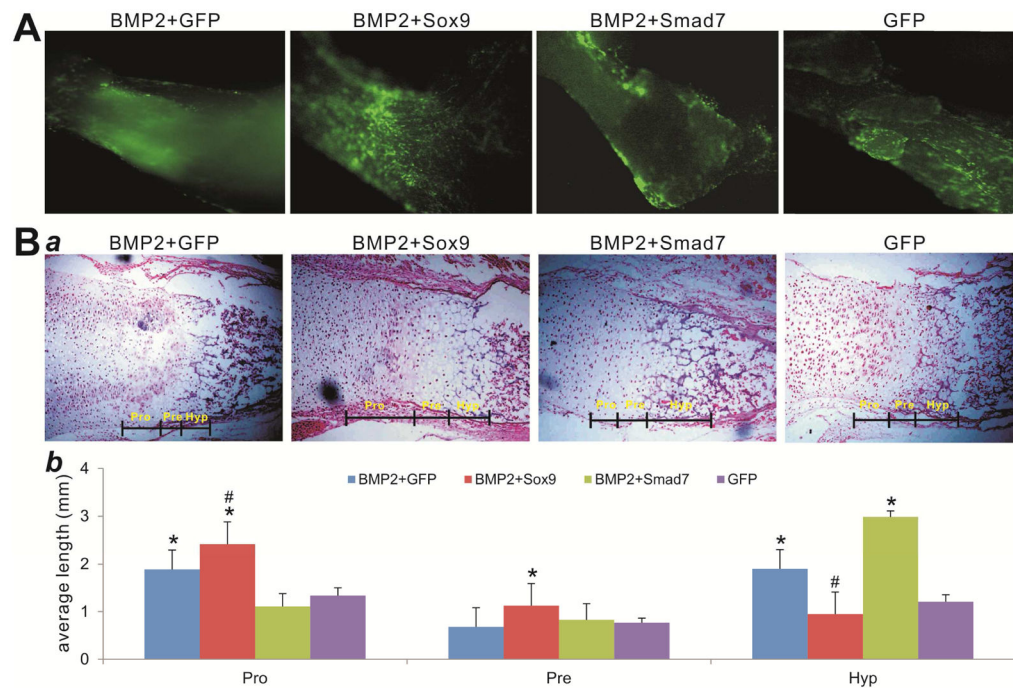 A
BMP2+GFP BMP2+Sox9 BMP2+Smad7 GFP
B a
BMP2+GFP BMP2+Sox9 BMP2+Smad7 GFP
Pro Pre Hyp
Pro Pre Hyp
Pro Pre Hyp
Pro Pre Hyp
b
BMP2+GFP BMP2+Sox9 BMP2+Smad7 GFP
average length (mm)
4
3
2
1
0
* # * * * # *
Pro Pre Hyp